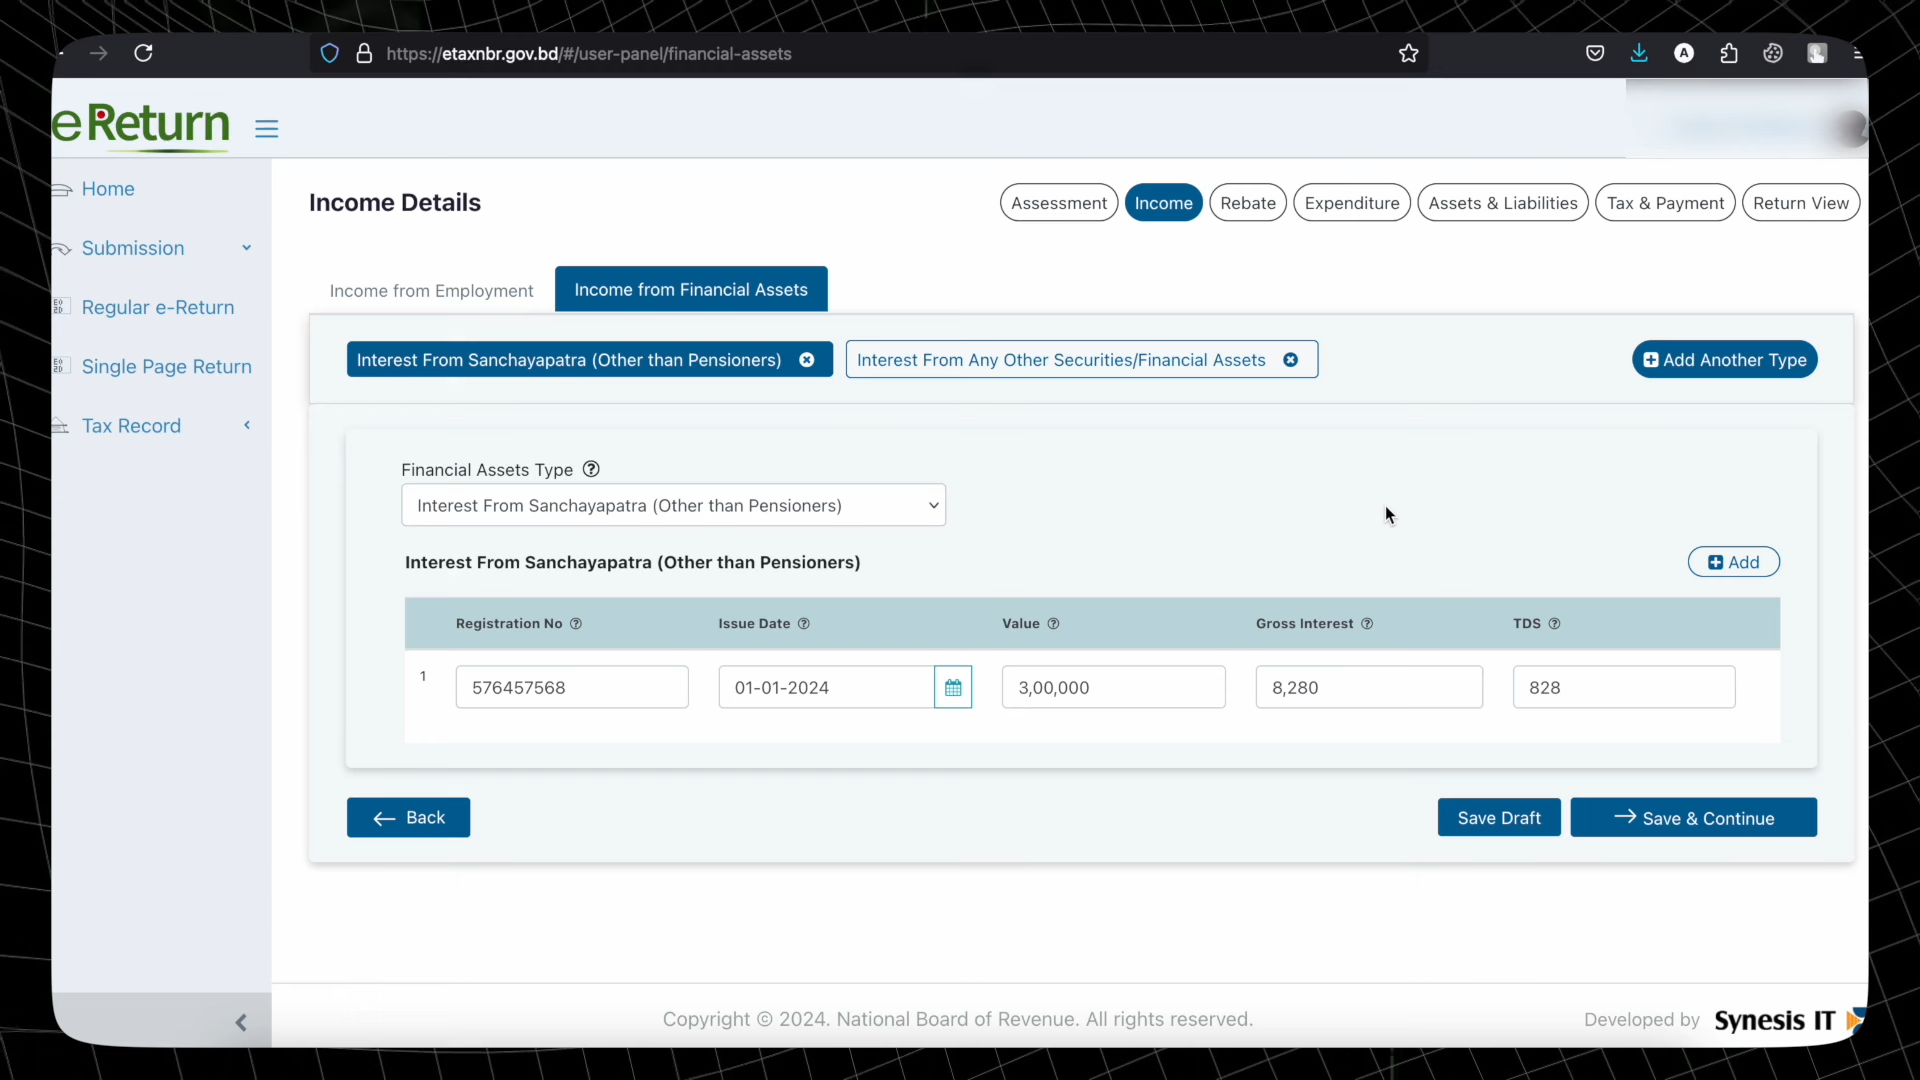 https://etaxnbr.gov.bd/#/user-panel/financial-assets
A
e Return
Home
Submission
Regular e-Return
Single Page Return
Tax Record
Income Details
Assessment
Income
Rebate
Expenditure
Assets & Liabilities
Tax & Payment
Return View
Income from Employment
Income from Financial Assets
Interest From Sanchayapatra (Other than Pensioners)
Interest From Any Other Securities/Financial Assets
Add Another Type
Financial Assets Type
Interest From Sanchayapatra (Other than Pensioners)
Interest From Sanchayapatra (Other than Pensioners)
Add
Registration No
Issue Date
Value
Gross Interest
TDS
1
576457568
01-01-2024
3,00,000
8,280
828
Back
Save Draft
Save & Continue
Copyright © 2024. National Board of Revenue. All rights reserved.
Developed by Synesis IT